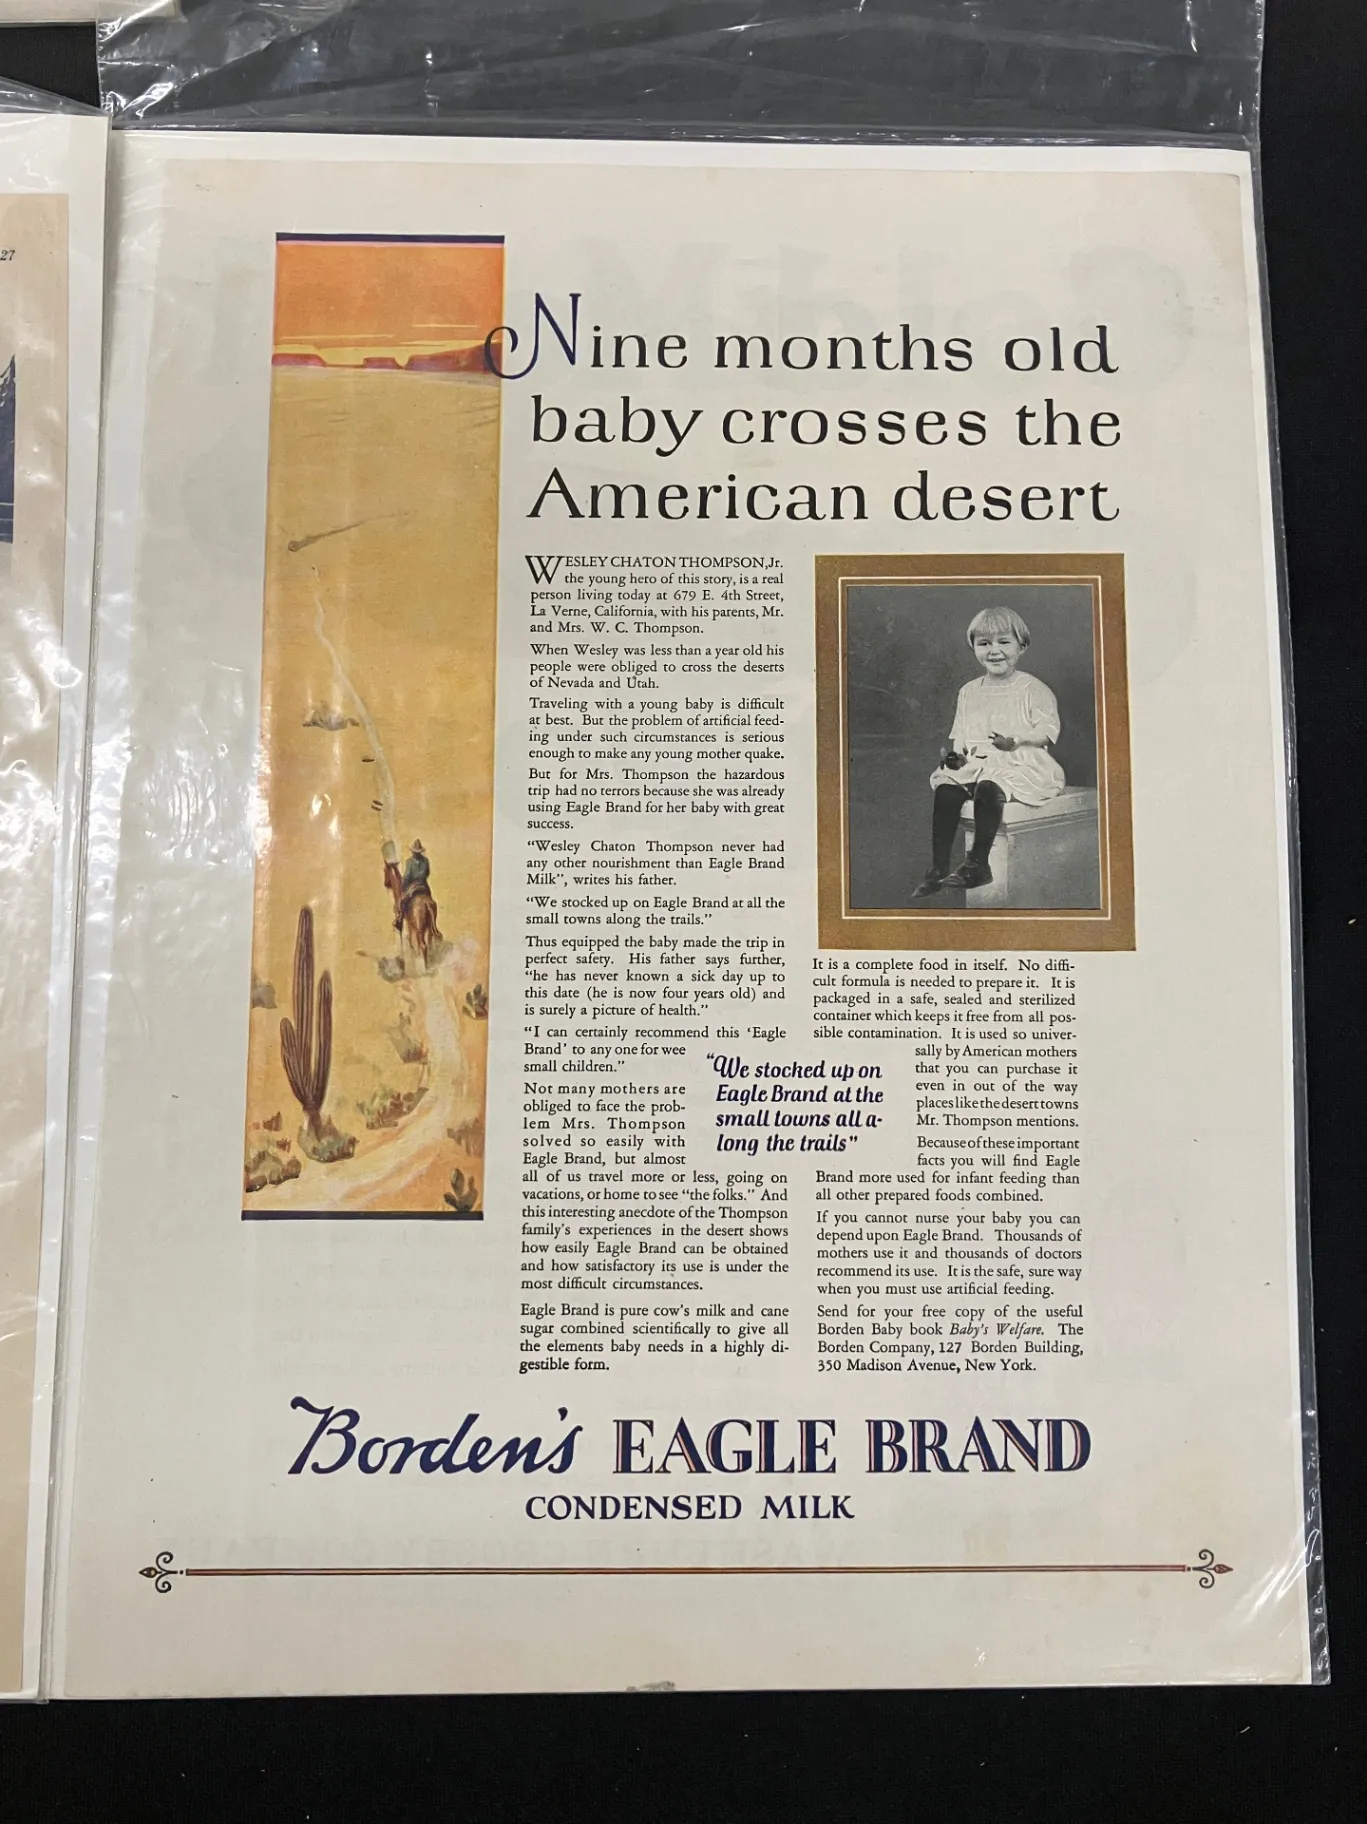 27
Nine months old
baby crosses the
American desert
WESLEY CHATON THOMPSON, Jr.
the young hero of this story, is a real
person living today at 679 E. 4th Street,
La Verne, California, with his parents, Mr.
and Mrs. W. C. Thompson.
When Wesley was less than a year old his
people were obliged to cross the deserts
of Nevada and Utah.
Traveling with a young baby is difficult
at best. But the problem of artificial feed-
ing under such circumstances is serious
enough to make any young mother quake.
But for Mrs. Thompson the hazardous
trip had no terrors because she was already
using Eagle Brand for her baby with great
success.
"Wesley Chaton Thompson never had
any other nourishment than Eagle Brand
Milk", writes his father.
"We stocked up on Eagle Brand at all the
small towns along the trails."
Thus equipped the baby made the trip in
perfect safety. His father says further,
"he has never known a sick day up to
this date (he is now four years old) and
is surely a picture of health."
"I can certainly recommend this 'Eagle
Brand' to any one for wee
small children."
Not many mothers are
obliged to face the prob-
lem Mrs. Thompson
solved so easily with
Eagle Brand, but almost
all of us travel more or less, going on
vacations, or home to see "the folks." And
this interesting anecdote of the Thompson
family's experiences in the desert shows
how easily Eagle Brand can be obtained
and how satisfactory its use is under the
most difficult circumstances.
Eagle Brand is pure cow's milk and cane
sugar combined scientifically to give all
the elements baby needs in a highly di-
gestible form.
"We stocked up on
Eagle Brand at the
small towns all a-
long the trails"
It is a complete food in itself. No diffi-
cult formula is needed to prepare it. It is
packaged in a safe, sealed and sterilized
container which keeps it free from all pos-
sible contamination. It is used so univer-
sally by American mothers
that you can purchase it
even in out of the way
places like the desert towns
Mr. Thompson mentions.
Because of these important
facts you will find Eagle
Brand more used for infant feeding than
all other prepared foods combined.
If you cannot nurse your baby you can
depend upon Eagle Brand. Thousands of
mothers use it and thousands of doctors
recommend its use. It is the safe, sure way
when you must use artificial feeding.
Send for your free copy of the useful
Borden Baby book Baby's Welfare. The
Borden Company, 127 Borden Building,
350 Madison Avenue, New York.
Borden's EAGLE BRAND
CONDENSED MILK